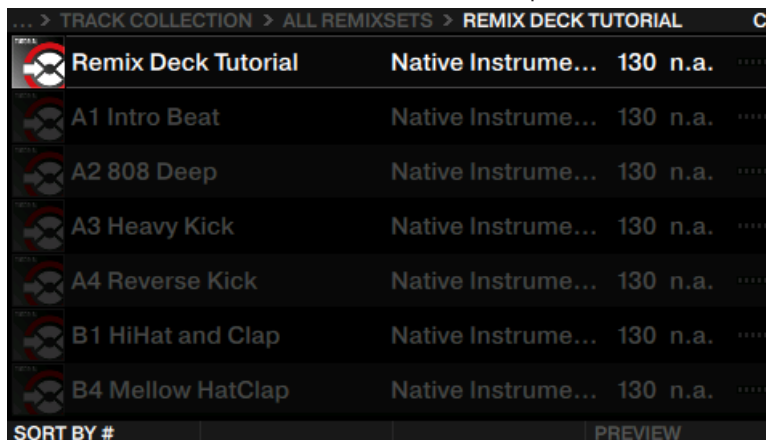 ... > TRACK COLLECTION > ALL REMIXSETS > REMIX DECK TUTORIAL C
Remix Deck Tutorial Native Instrume... 130 n.a.
A1 Intro Beat Native Instrume... 130 n.a.
A2 808 Deep Native Instrume... 130 n.a.
A3 Heavy Kick Native Instrume... 130 n.a.
A4 Reverse Kick Native Instrume... 130 n.a.
B1 HiHat and Clap Native Instrume... 130 n.a.
B4 Mellow HatClap Native Instrume... 130 n.a.
SORT BY # PREVIEW